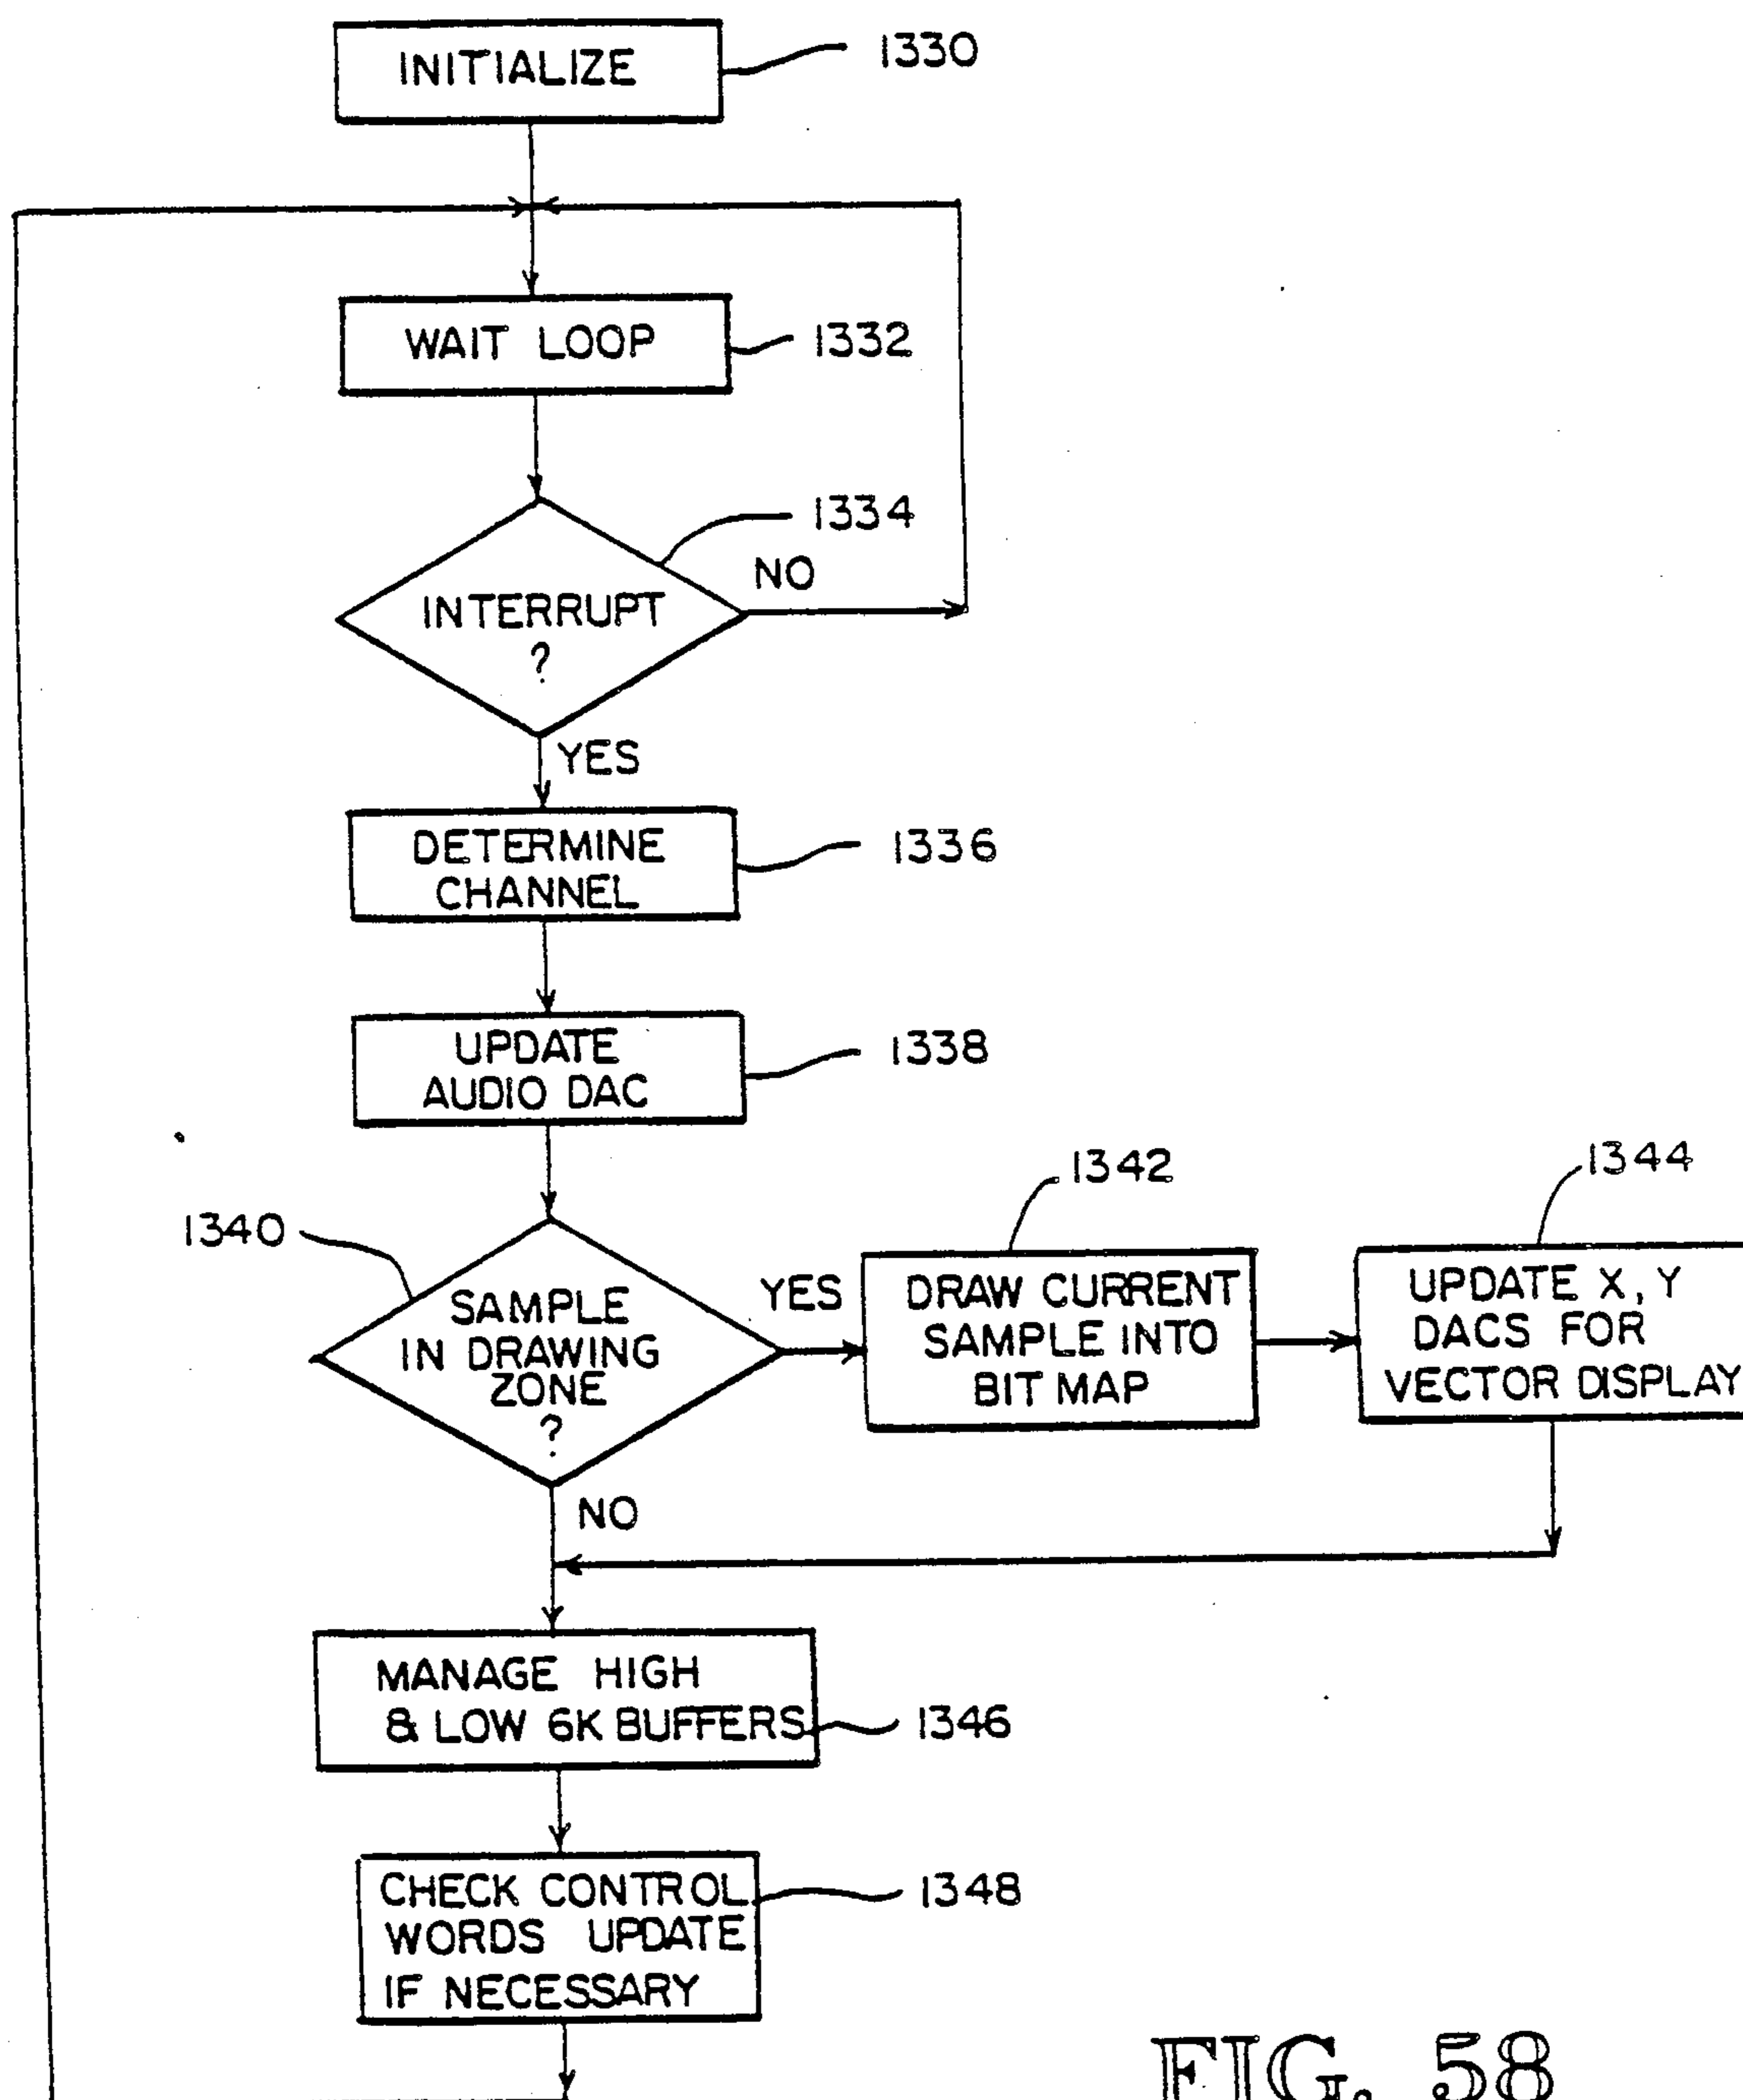 INITIALIZE
1330
WAIT LOOP
1332
1334
NO
INTERRUPT
?
YES
DETERMINE
CHANNEL
1336
UPDATE
AUDIO DAC
1338
1340
SAMPLE
IN DRAWING
ZONE
?
YES
1342
DRAW CURRENT
SAMPLE INTO
BIT MAP
1344
UPDATE X, Y
DACS FOR
VECTOR DISPLAY
NO
MANAGE HIGH
& LOW 6K BUFFERS
1346
CHECK CONTROL
WORDS UPDATE
IF NECESSARY
1348
FIG. 58